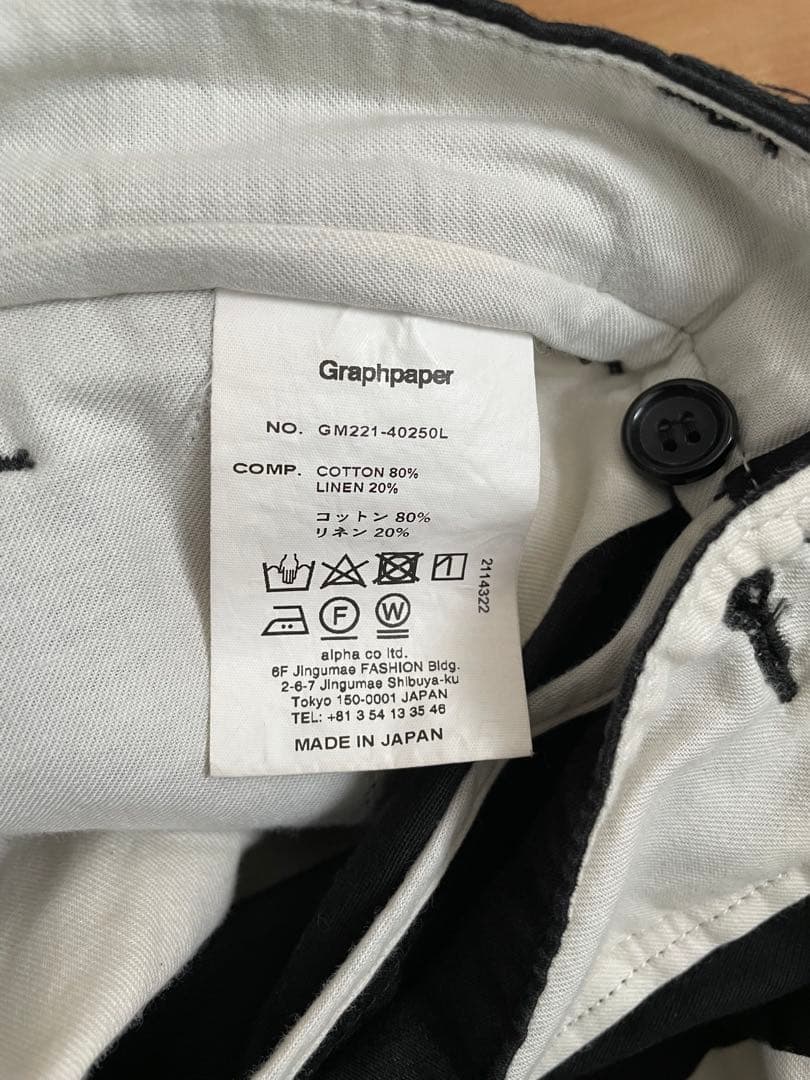 Graphpaper
NO. GM221-40250L
COMP. COTTON 80%
LINEN 20%
コットン 80%
リネン 20%
2114322
F W
alpha co ltd.
6F Jingumae FASHION Bldg.
2-6-7 Jingumae Shibuya-ku
Tokyo 150-0001 JAPAN
TEL: +81 3 54 13 35 46
MADE IN JAPAN